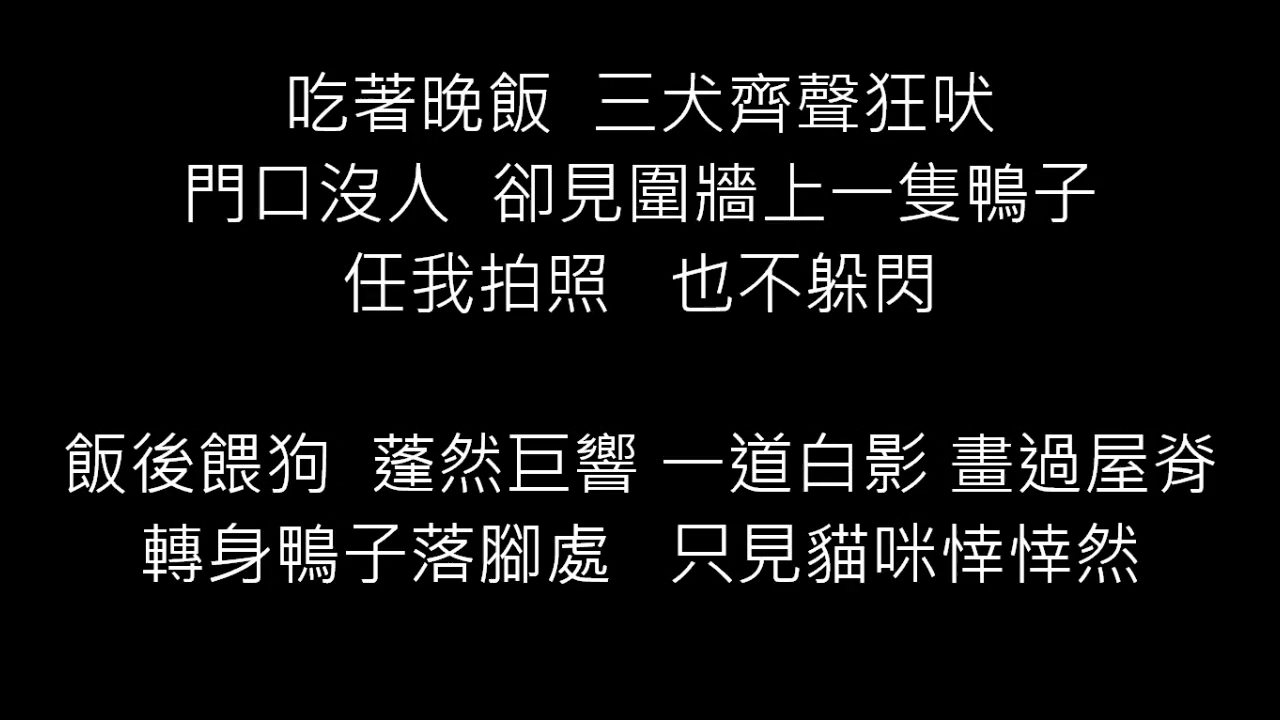 吃著晚飯 三犬齊聲狂吠
門口沒人 卻見圍牆上一隻鴨子
任我拍照 也不躲閃
飯後餵狗 蓬然巨響 一道白影 畫過屋脊
轉身鴨子落腳處 只見貓咪悻悻然